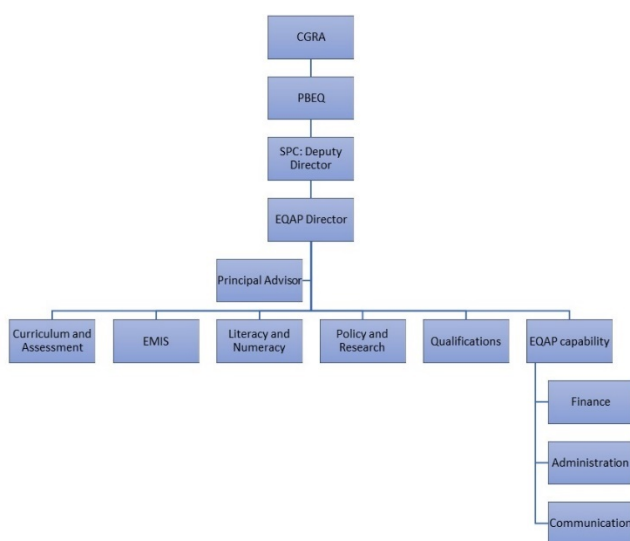 CGRA
PBEQ
SPC: Deputy
Director
EQAP Director
Principal Advisor
Curriculum and
Assessment
EMIS
Literacy and
Numeracy
Policy and
Research
Qualifications
EQAP capability
Finance
Administration
Communication